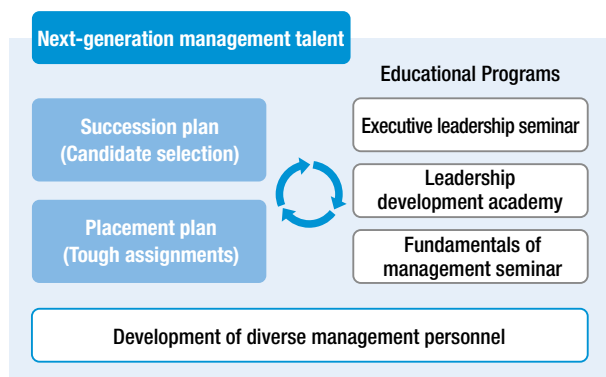 Next-generation management talent
Educational Programs
Succession plan
(Candidate selection)
Placement plan
(Tough assignments)
Executive leadership seminar
Leadership
development academy
Fundamentals of
management seminar
Development of diverse management personnel